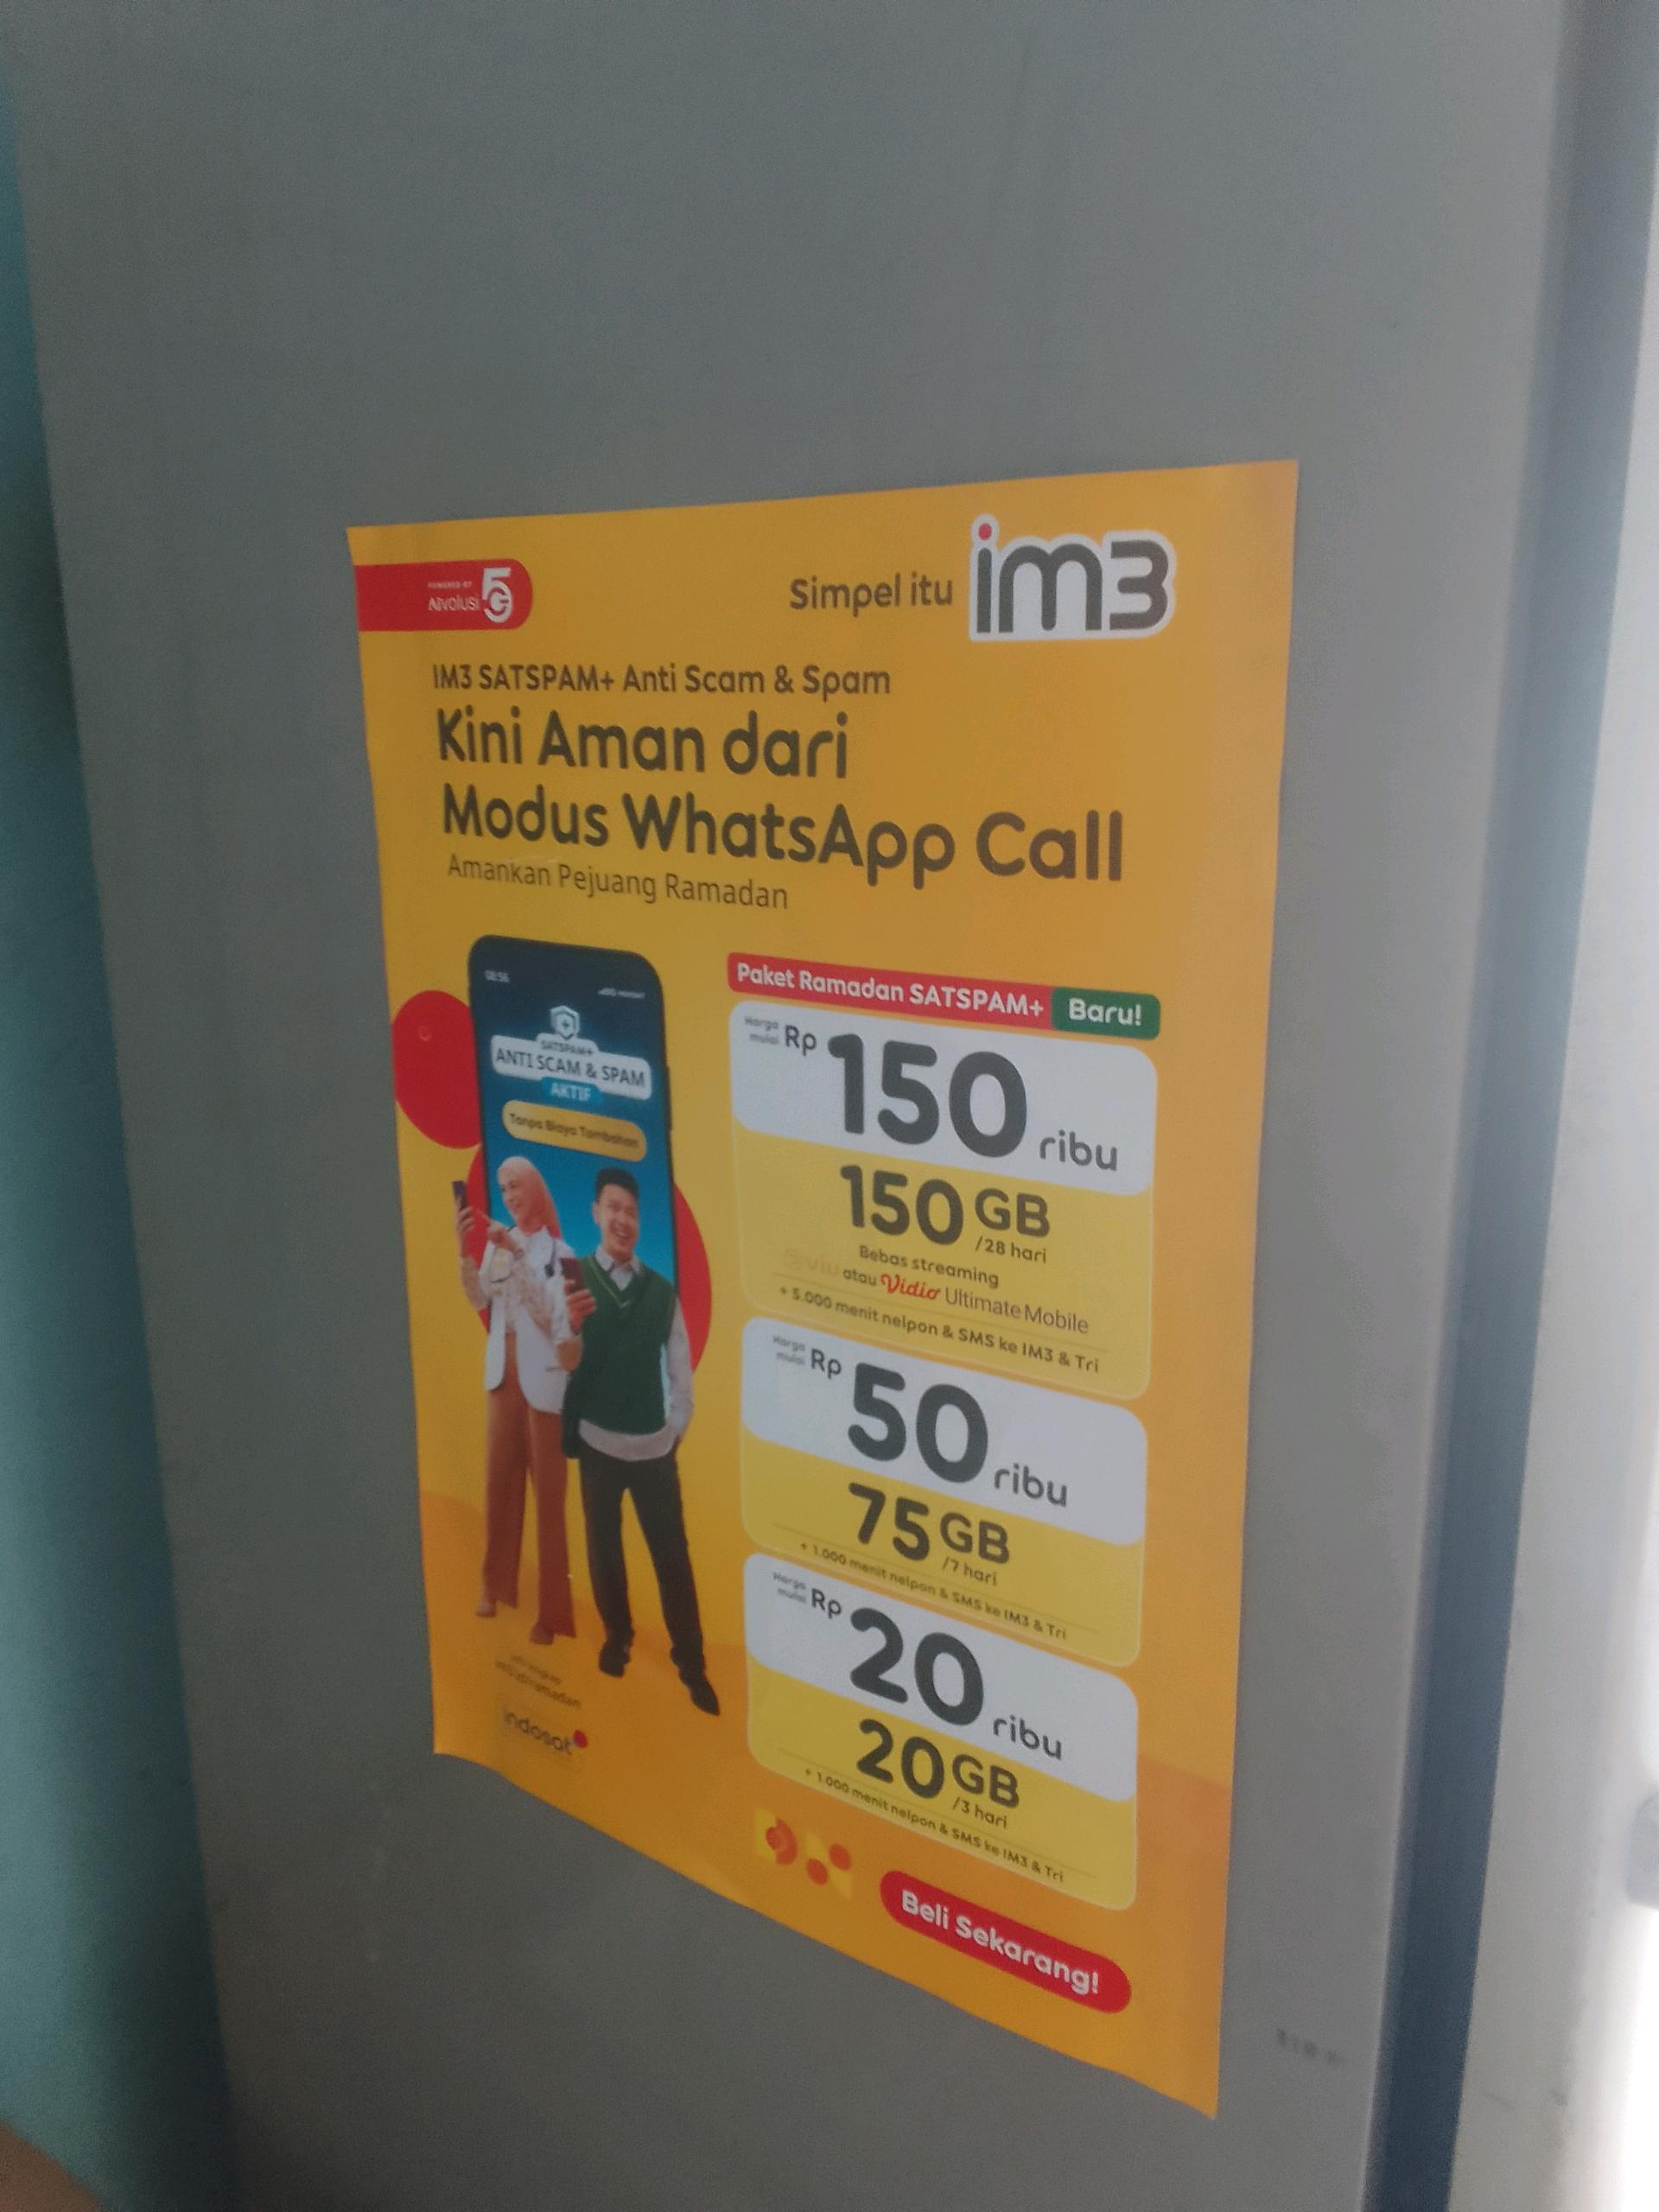 POWERED BY
AIvolusi 5G
Simpel itu im3
IM3 SATSPAM+ Anti Scam & Spam
Kini Aman dari
Modus WhatsApp Call
Amankan Pejuang Ramadan
08:56
SATSPAM+
ANTI SCAM & SPAM
AKTIF
Tanpa Biaya Tambahan
Paket Ramadan SATSPAM+ Baru!
Harga mulai Rp 150 ribu
150 GB /28 hari
Bebas streaming
viu atau Vidio Ultimate Mobile
+ 5.000 menit nelpon & SMS ke IM3 & Tri
Harga mulai Rp 50 ribu
75 GB /7 hari
+ 1.000 menit nelpon & SMS ke IM3 & Tri
Harga mulai Rp 20 ribu
20 GB /3 hari
+ 1.000 menit nelpon & SMS ke IM3 & Tri
indosat
Beli Sekarang!